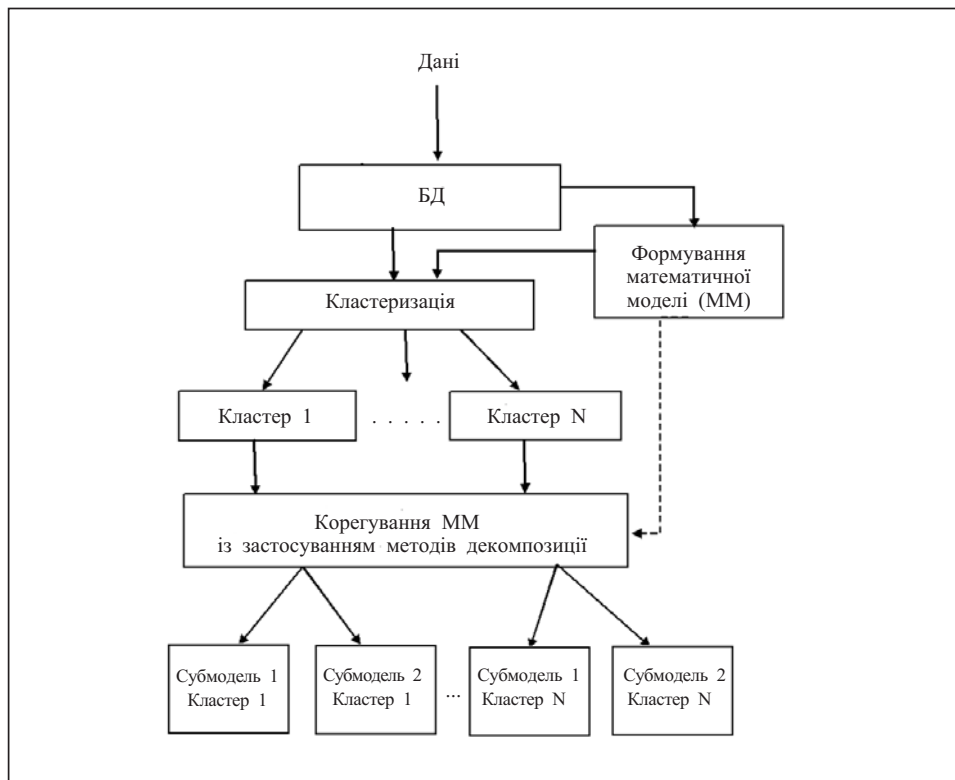 Дані
БД
Формування
математичної
моделі (ММ)
Кластеризація
Кластер 1
. . . . .
Кластер N
Корегування ММ
із застосуванням методів декомпозиції
Субмодель 1
Кластер 1
Субмодель 2
Кластер 1
...
Субмодель 1
Кластер N
Субмодель 2
Кластер N